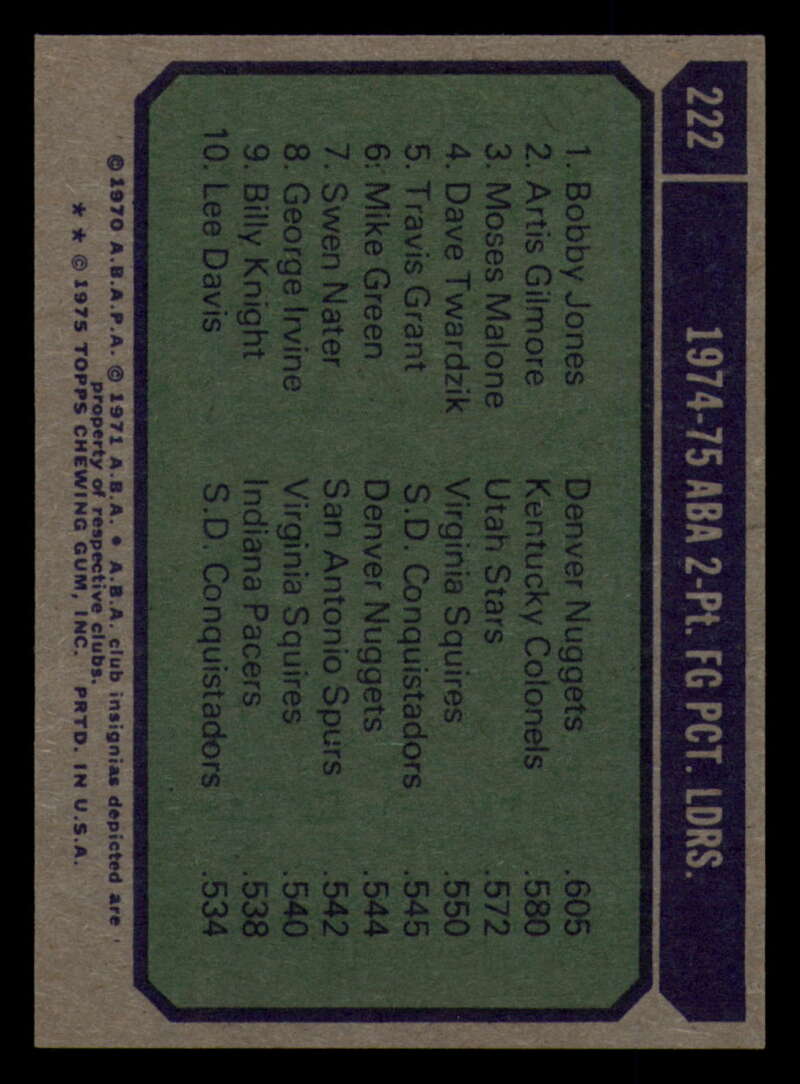 222
1974-75 ABA 2-Pt. FG PCT. LDRS.
1. Bobby Jones Denver Nuggets .605
2. Artis Gilmore Kentucky Colonels .580
3. Moses Malone Utah Stars .572
4. Dave Twardzik Virginia Squires .550
5. Travis Grant S.D. Conquistadors .545
6. Mike Green Denver Nuggets .544
7. Swen Nater San Antonio Spurs .542
8. George Irvine Virginia Squires .540
9. Billy Knight Indiana Pacers .538
10. Lee Davis S.D. Conquistadors .534
©1970 A.B.A.P.A. © 1971 A.B.A. • A.B.A. club insignias depicted are
property of respective clubs.
* * © 1975 TOPPS CHEWING GUM, INC. PRTD. IN U.S.A.